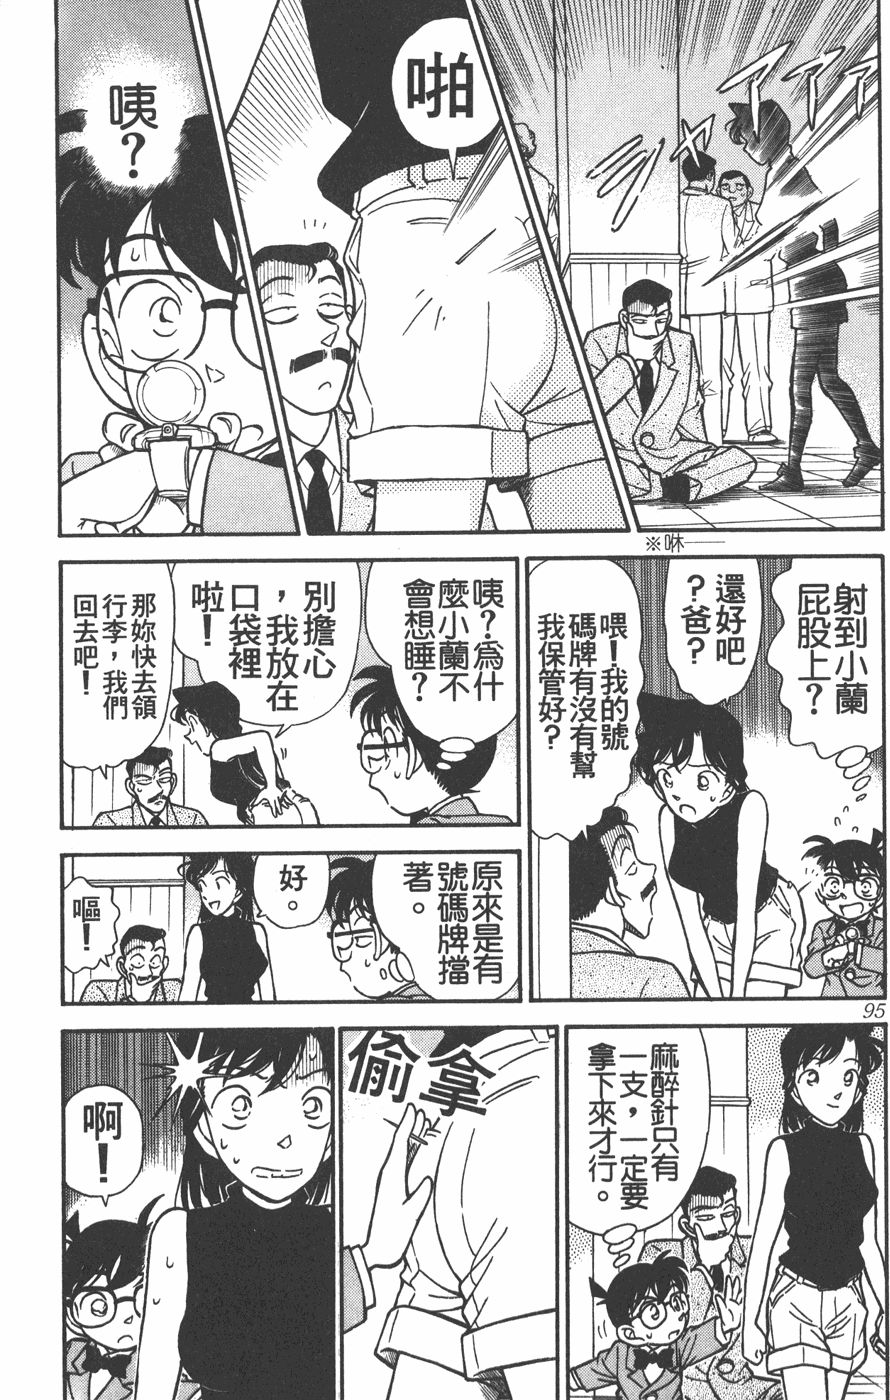 ※咻——
啪
咦？
射到小蘭
屁股上？
還好吧
？爸？
喂！我的號
碼牌有沒有幫
我保管好？
咦？為什
麼小蘭不
會想睡？
別擔心
，我放在
口袋裡
啦！
那妳快去領
行李，我們
回去吧！
原來是有
號碼牌擋
著。
好。
嘔！
95
麻醉針只有
一支，一定要
拿下來才行。
偷拿
啊！